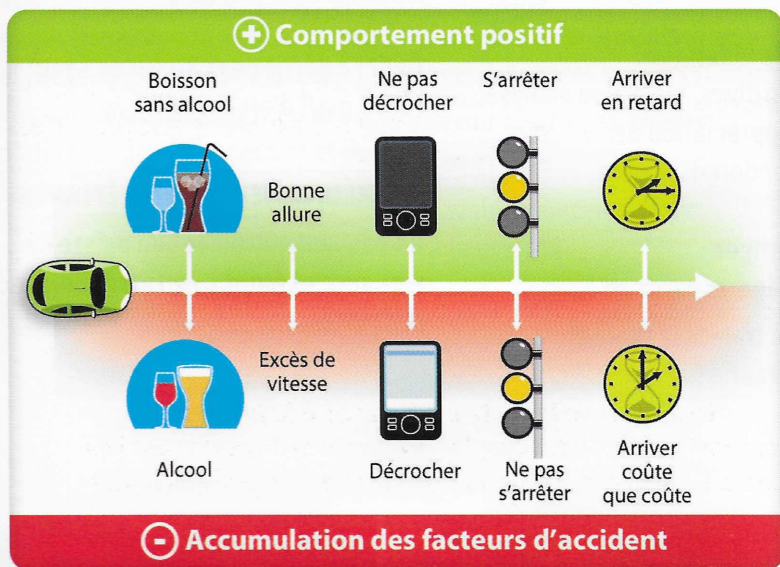 + Comportement positif
Boisson
sans alcool
Ne pas
décrocher
S'arrêter
Arriver
en retard
Bonne
allure
Excès de
vitesse
Alcool
Décrocher
Ne pas
s'arrêter
Arriver
coûte
que coûte
- Accumulation des facteurs d'accident